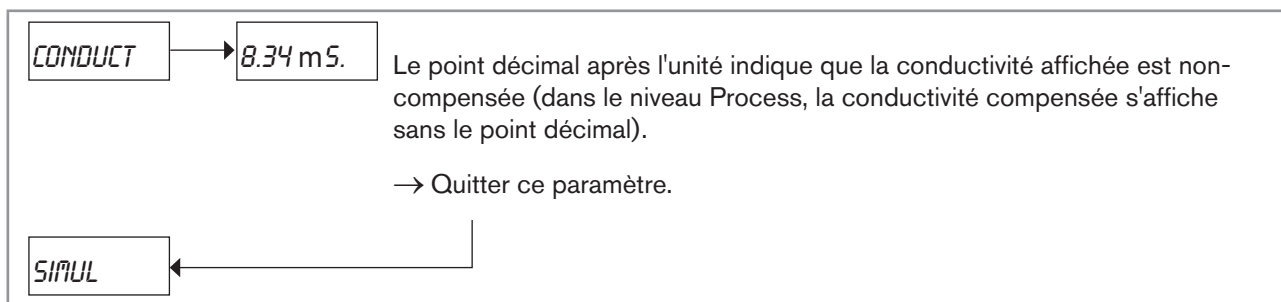 CONDUCT
8.34 mS.
Le point décimal après l'unité indique que la conductivité affichée est non-
compensée (dans le niveau Process, la conductivité compensée s'affiche
sans le point décimal).
→ Quitter ce paramètre.
SIMUL